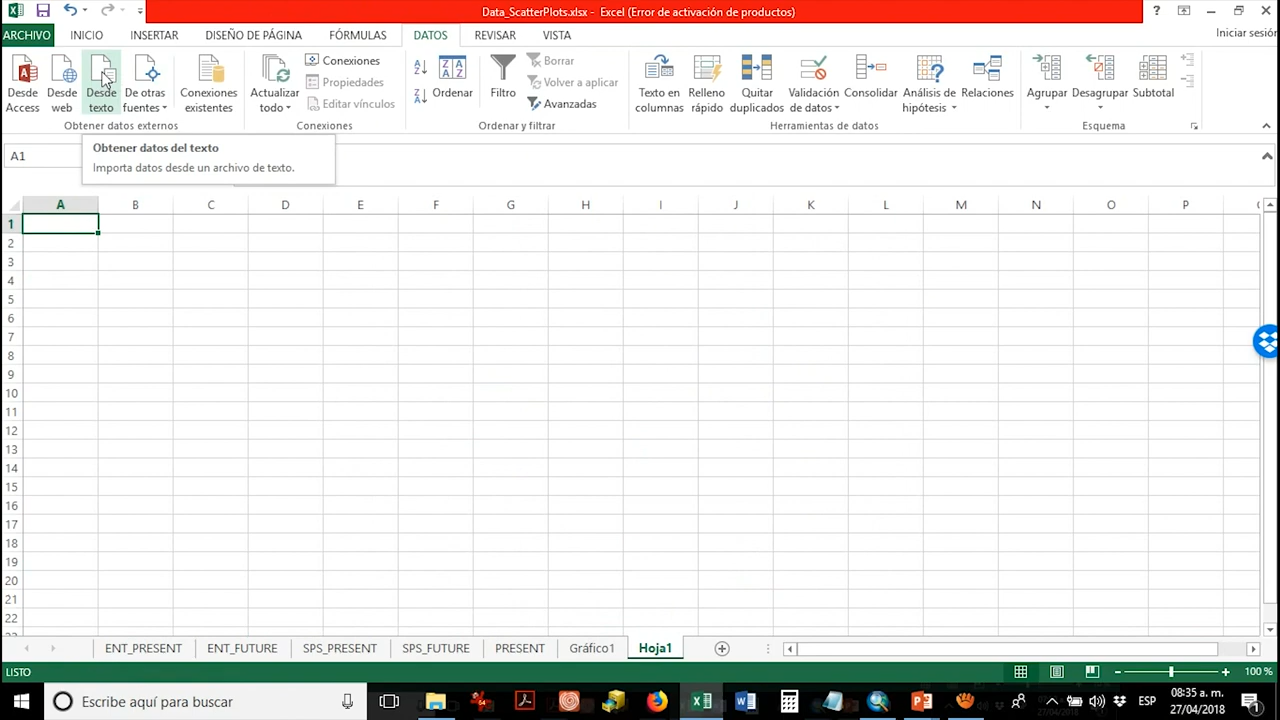 Data_ScatterPlots.xlsx - Excel (Error de activación de productos)
?
ARCHIVO INICIO INSERTAR DISEÑO DE PÁGINA FÓRMULAS DATOS REVISAR VISTA
Iniciar sesión
Desde Access
Desde web
Desde texto
De otras fuentes
Conexiones existentes
Obtener datos externos
Actualizar todo
Conexiones
Propiedades
Editar vínculos
Conexiones
Ordenar
Filtro
Borrar
Volver a aplicar
Avanzadas
Ordenar y filtrar
Texto en columnas
Relleno rápido
Quitar duplicados
Validación de datos
Consolidar
Análisis de hipótesis
Relaciones
Herramientas de datos
Agrupar
Desagrupar
Subtotal
Esquema
A1
Obtener datos del texto
Importa datos desde un archivo de texto.
A B C D E F G H I J K L M N O P
1
2
3
4
5
6
7
8
9
10
11
12
13
14
15
16
17
18
19
20
21
22
ENT_PRESENT ENT_FUTURE SPS_PRESENT SPS_FUTURE PRESENT Gráfico1 Hoja1
LISTO
100 %
Escribe aquí para buscar
ESP
08:35 a. m.
27/04/2018